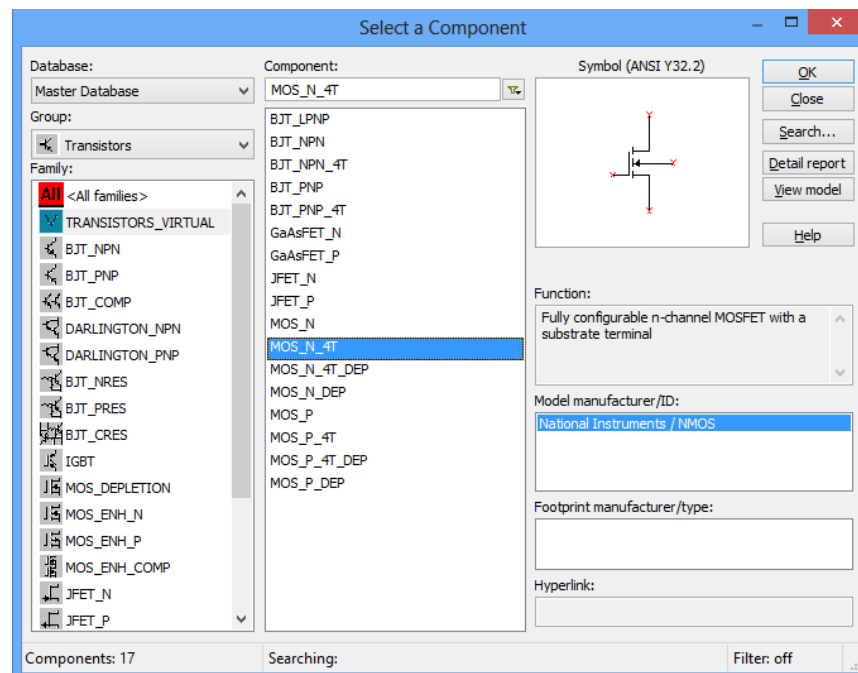 Select a Component
Database:
Master Database
Group:
Transistors
Family:
All <All families>
TRANSISTORS_VIRTUAL
BJT_NPN
BJT_PNP
BJT_COMP
DARLINGTON_NPN
DARLINGTON_PNP
BJT_NRES
BJT_PRES
BJT_CRES
IGBT
MOS_DEPLETION
MOS_ENH_N
MOS_ENH_P
MOS_ENH_COMP
JFET_N
JFET_P
Component:
MOS_N_4T
BJT_LPNP
BJT_NPN
BJT_NPN_4T
BJT_PNP
BJT_PNP_4T
GaAsFET_N
GaAsFET_P
JFET_N
JFET_P
MOS_N
MOS_N_4T
MOS_N_4T_DEP
MOS_N_DEP
MOS_P
MOS_P_4T
MOS_P_4T_DEP
MOS_P_DEP
Symbol (ANSI Y32.2)
Function:
Fully configurable n-channel MOSFET with a
substrate terminal
Model manufacturer/ID:
National Instruments / NMOS
Footprint manufacturer/type:
Hyperlink:
OK
Close
Search...
Detail report
View model
Help
Components: 17
Searching:
Filter: off